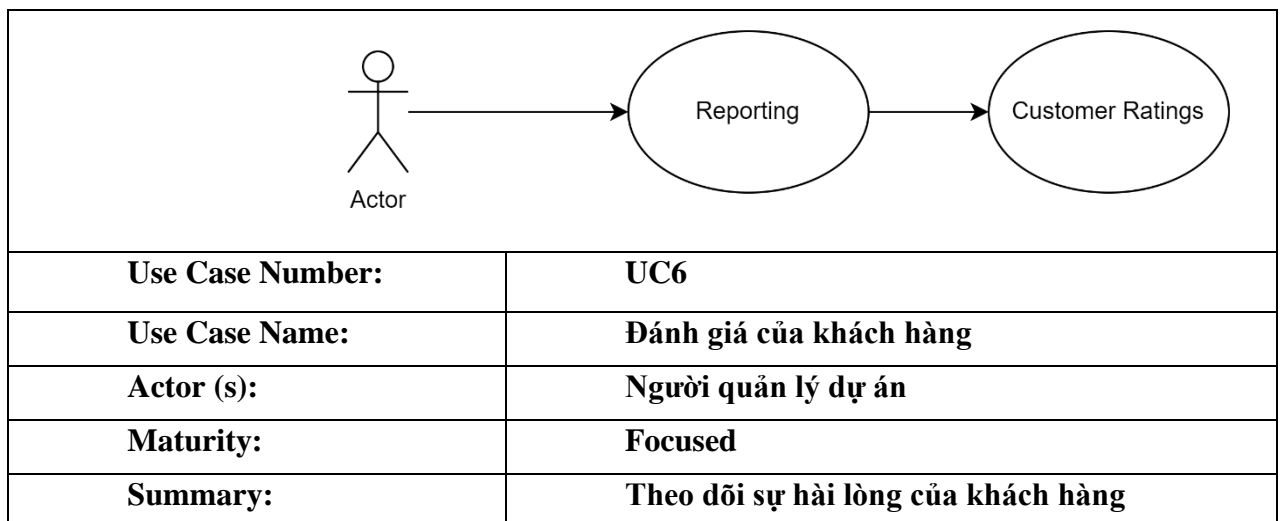 Reporting
Customer Ratings
Actor
Use Case Number: UC6
Use Case Name: Đánh giá của khách hàng
Actor (s): Người quản lý dự án
Maturity: Focused
Summary: Theo dõi sự hài lòng của khách hàng